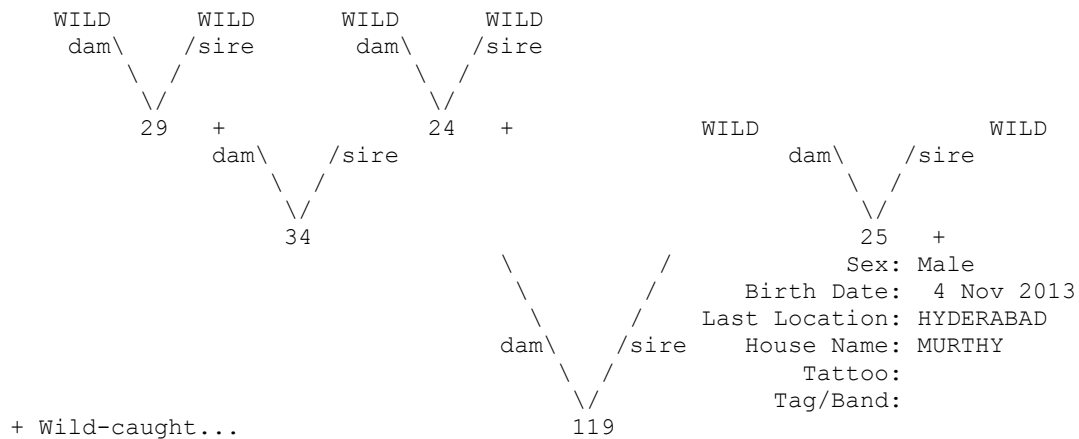 WILD WILD WILD WILD
dam\ /sire dam\ /sire
\ / \ /
\/ \/
29 + 24 + WILD WILD
dam\ /sire dam\ /sire
\ / \ /
\/ \/
34 25 +
\ / Sex: Male
\ / Birth Date: 4 Nov 2013
\ / Last Location: HYDERABAD
dam\ /sire House Name: MURTHY
\ / Tattoo:
\/ Tag/Band:
+ Wild-caught... 119